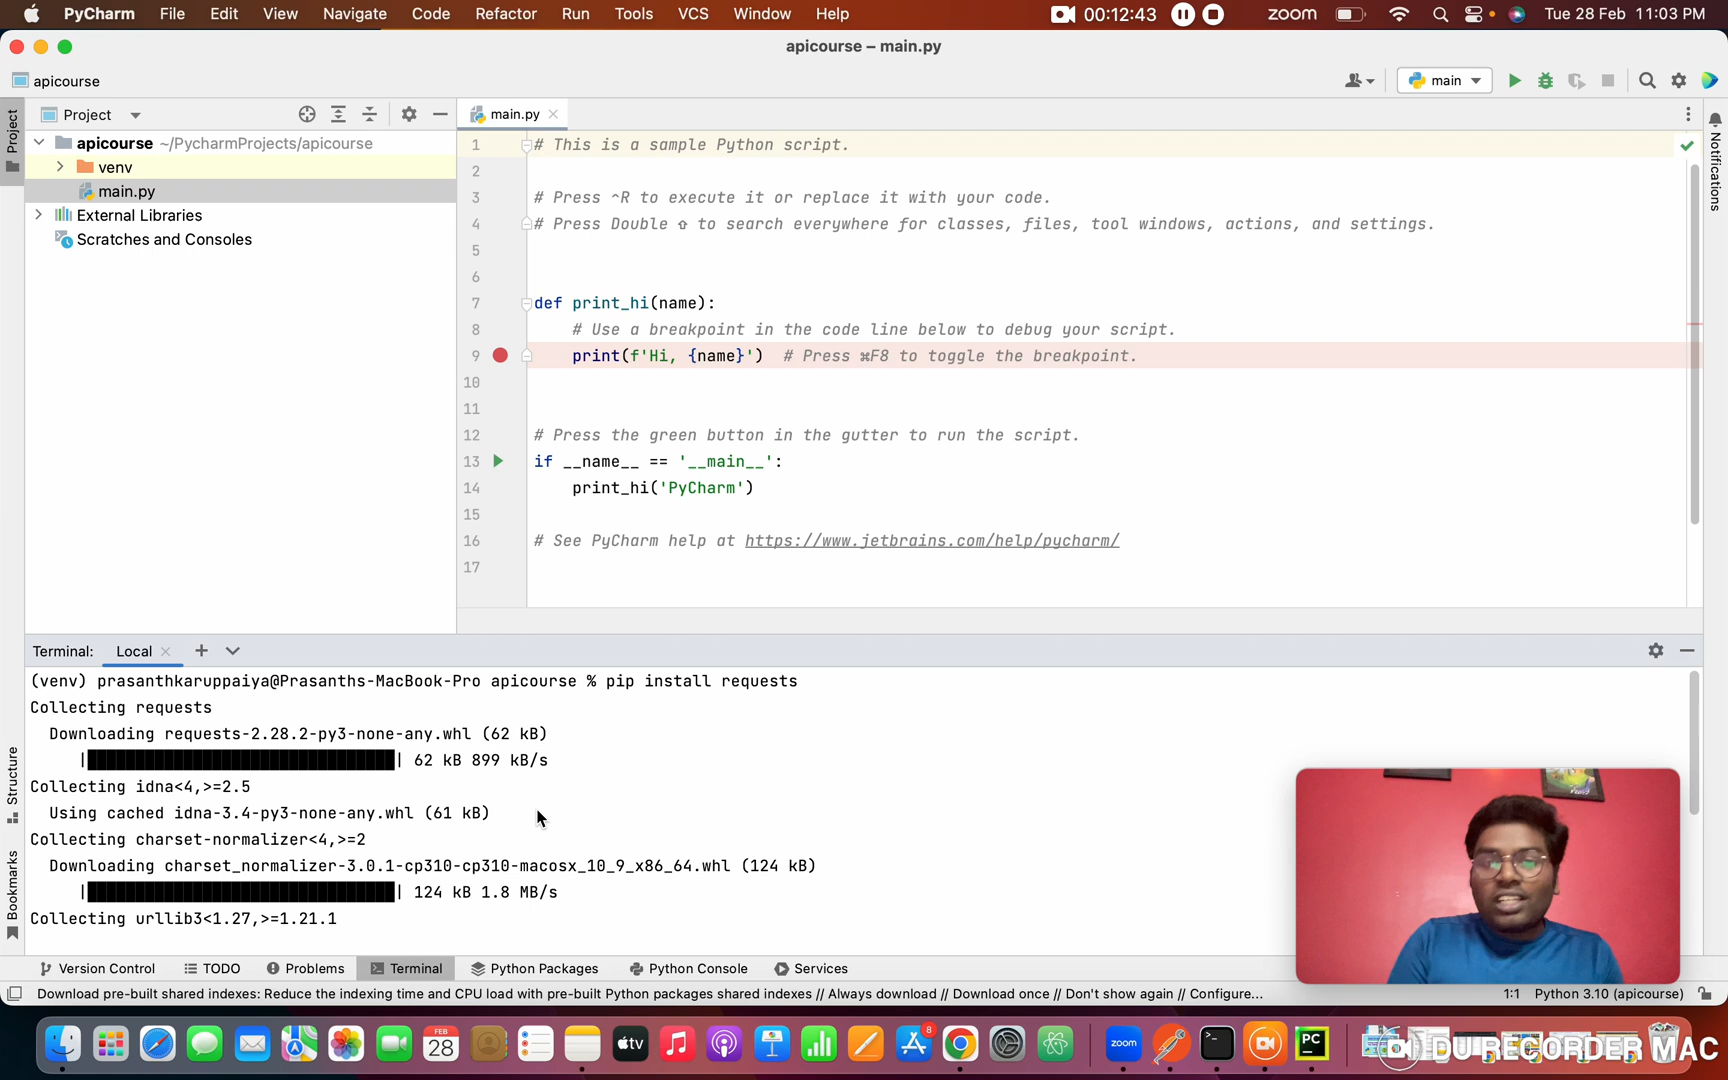 PyCharm File Edit View Navigate Code Refactor Run Tools VCS Window Help 00:12:43 zoom Tue 28 Feb 11:03 PM
apicourse – main.py
apicourse
main
Project
main.py
Project
Notifications
apicourse ~/PycharmProjects/apicourse
venv
main.py
External Libraries
Scratches and Consoles
1 # This is a sample Python script.
2
3 # Press ^R to execute it or replace it with your code.
4 # Press Double ⇧ to search everywhere for classes, files, tool windows, actions, and settings.
5
6
7 def print_hi(name):
8 # Use a breakpoint in the code line below to debug your script.
9 print(f'Hi, {name}') # Press ⌘F8 to toggle the breakpoint.
10
11
12 # Press the green button in the gutter to run the script.
13 if __name__ == '__main__':
14 print_hi('PyCharm')
15
16 # See PyCharm help at https://www.jetbrains.com/help/pycharm/
17
Terminal: Local
(venv) prasanthkaruppaiya@Prasanths-MacBook-Pro apicourse % pip install requests
Collecting requests
Downloading requests-2.28.2-py3-none-any.whl (62 kB)
62 kB 899 kB/s
Collecting idna<4,>=2.5
Using cached idna-3.4-py3-none-any.whl (61 kB)
Collecting charset-normalizer<4,>=2
Downloading charset_normalizer-3.0.1-cp310-cp310-macosx_10_9_x86_64.whl (124 kB)
124 kB 1.8 MB/s
Collecting urllib3<1.27,>=1.21.1
Structure
Bookmarks
Version Control TODO Problems Terminal Python Packages Python Console Services
Download pre-built shared indexes: Reduce the indexing time and CPU load with pre-built Python packages shared indexes // Always download // Download once // Don't show again // Configure... 1:1 Python 3.10 (apicourse)
FEB
28
tv
8
zoom
PC
DU RECORDER MAC